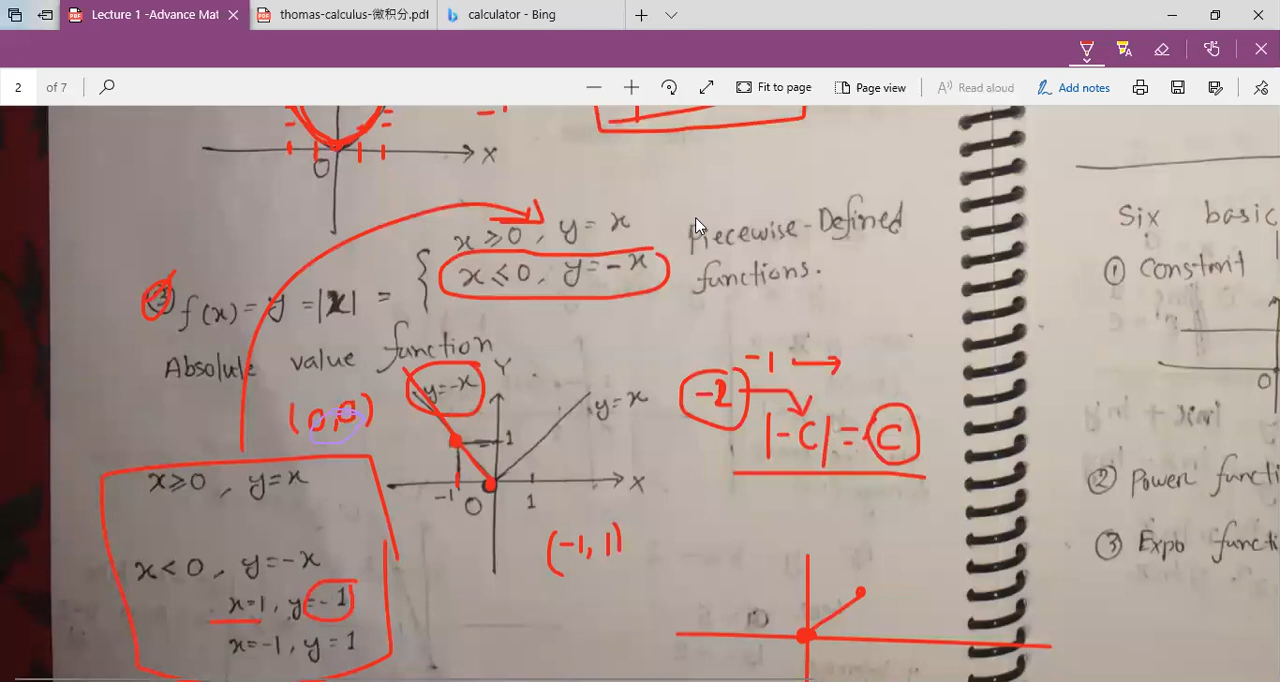 Lecture 1 -Advance Mat
thomas-calculus-微积分.pdf
calculator - Bing
2 of 7
Fit to page
Page view
Read aloud
Add notes
X
O
-1
x ≥ 0 , y = x
x ≤ 0 , y = -x
Piecewise-Defined
functions.
③ f(x) = y = |x| =
Absolute value function
y = -x
Y
y = x
1
-1
O
1
X
(0,0)
(-1, 1)
-1
-2
|-C| = C
x ≥ 0 , y = x
x < 0 , y = -x
x=1, y=-1
x=-1, y=1
Six basic
① Constant
O
② Power functi
③ Expo functi